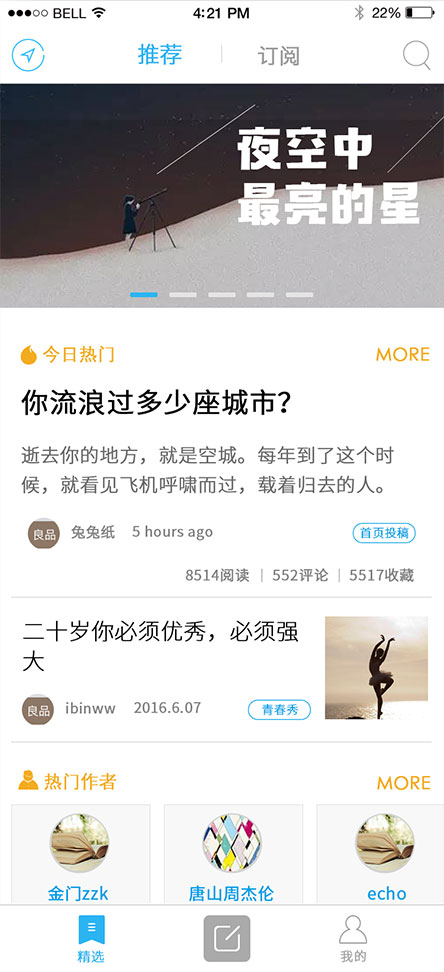 BELL 4:21 PM 22%
推荐 订阅
夜空中
最亮的星
今日热门 MORE
你流浪过多少座城市?
逝去你的地方，就是空城。每年到了这个时
候，就看见飞机呼啸而过，载着归去的人。
良品 兔兔纸 5 hours ago 首页投稿
8514阅读 | 552评论 | 5517收藏
二十岁你必须优秀，必须强
大
良品 ibinww 2016.6.07 青春秀
热门作者 MORE
金门zzk 唐山周杰伦 echo
精选 我的